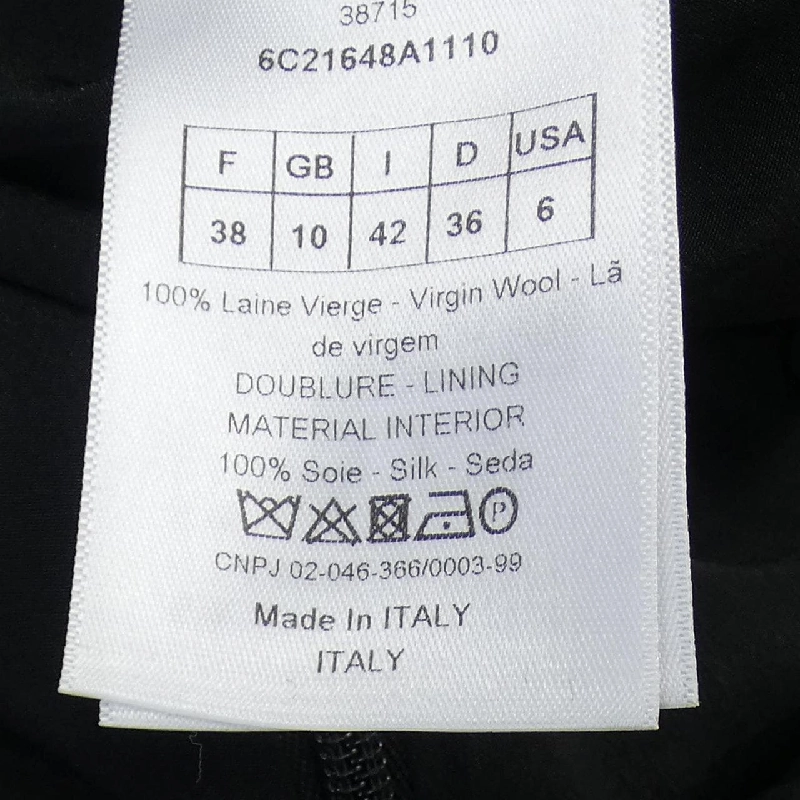 38715
6C21648A1110
F GB I D USA
38 10 42 36 6
100% Laine Vierge - Virgin Wool - Lã
de virgem
DOUBLURE - LINING
MATERIAL INTERIOR
100% Soie - Silk - Seda
P
CNPJ 02-046-366/0003-99
Made In ITALY
ITALY